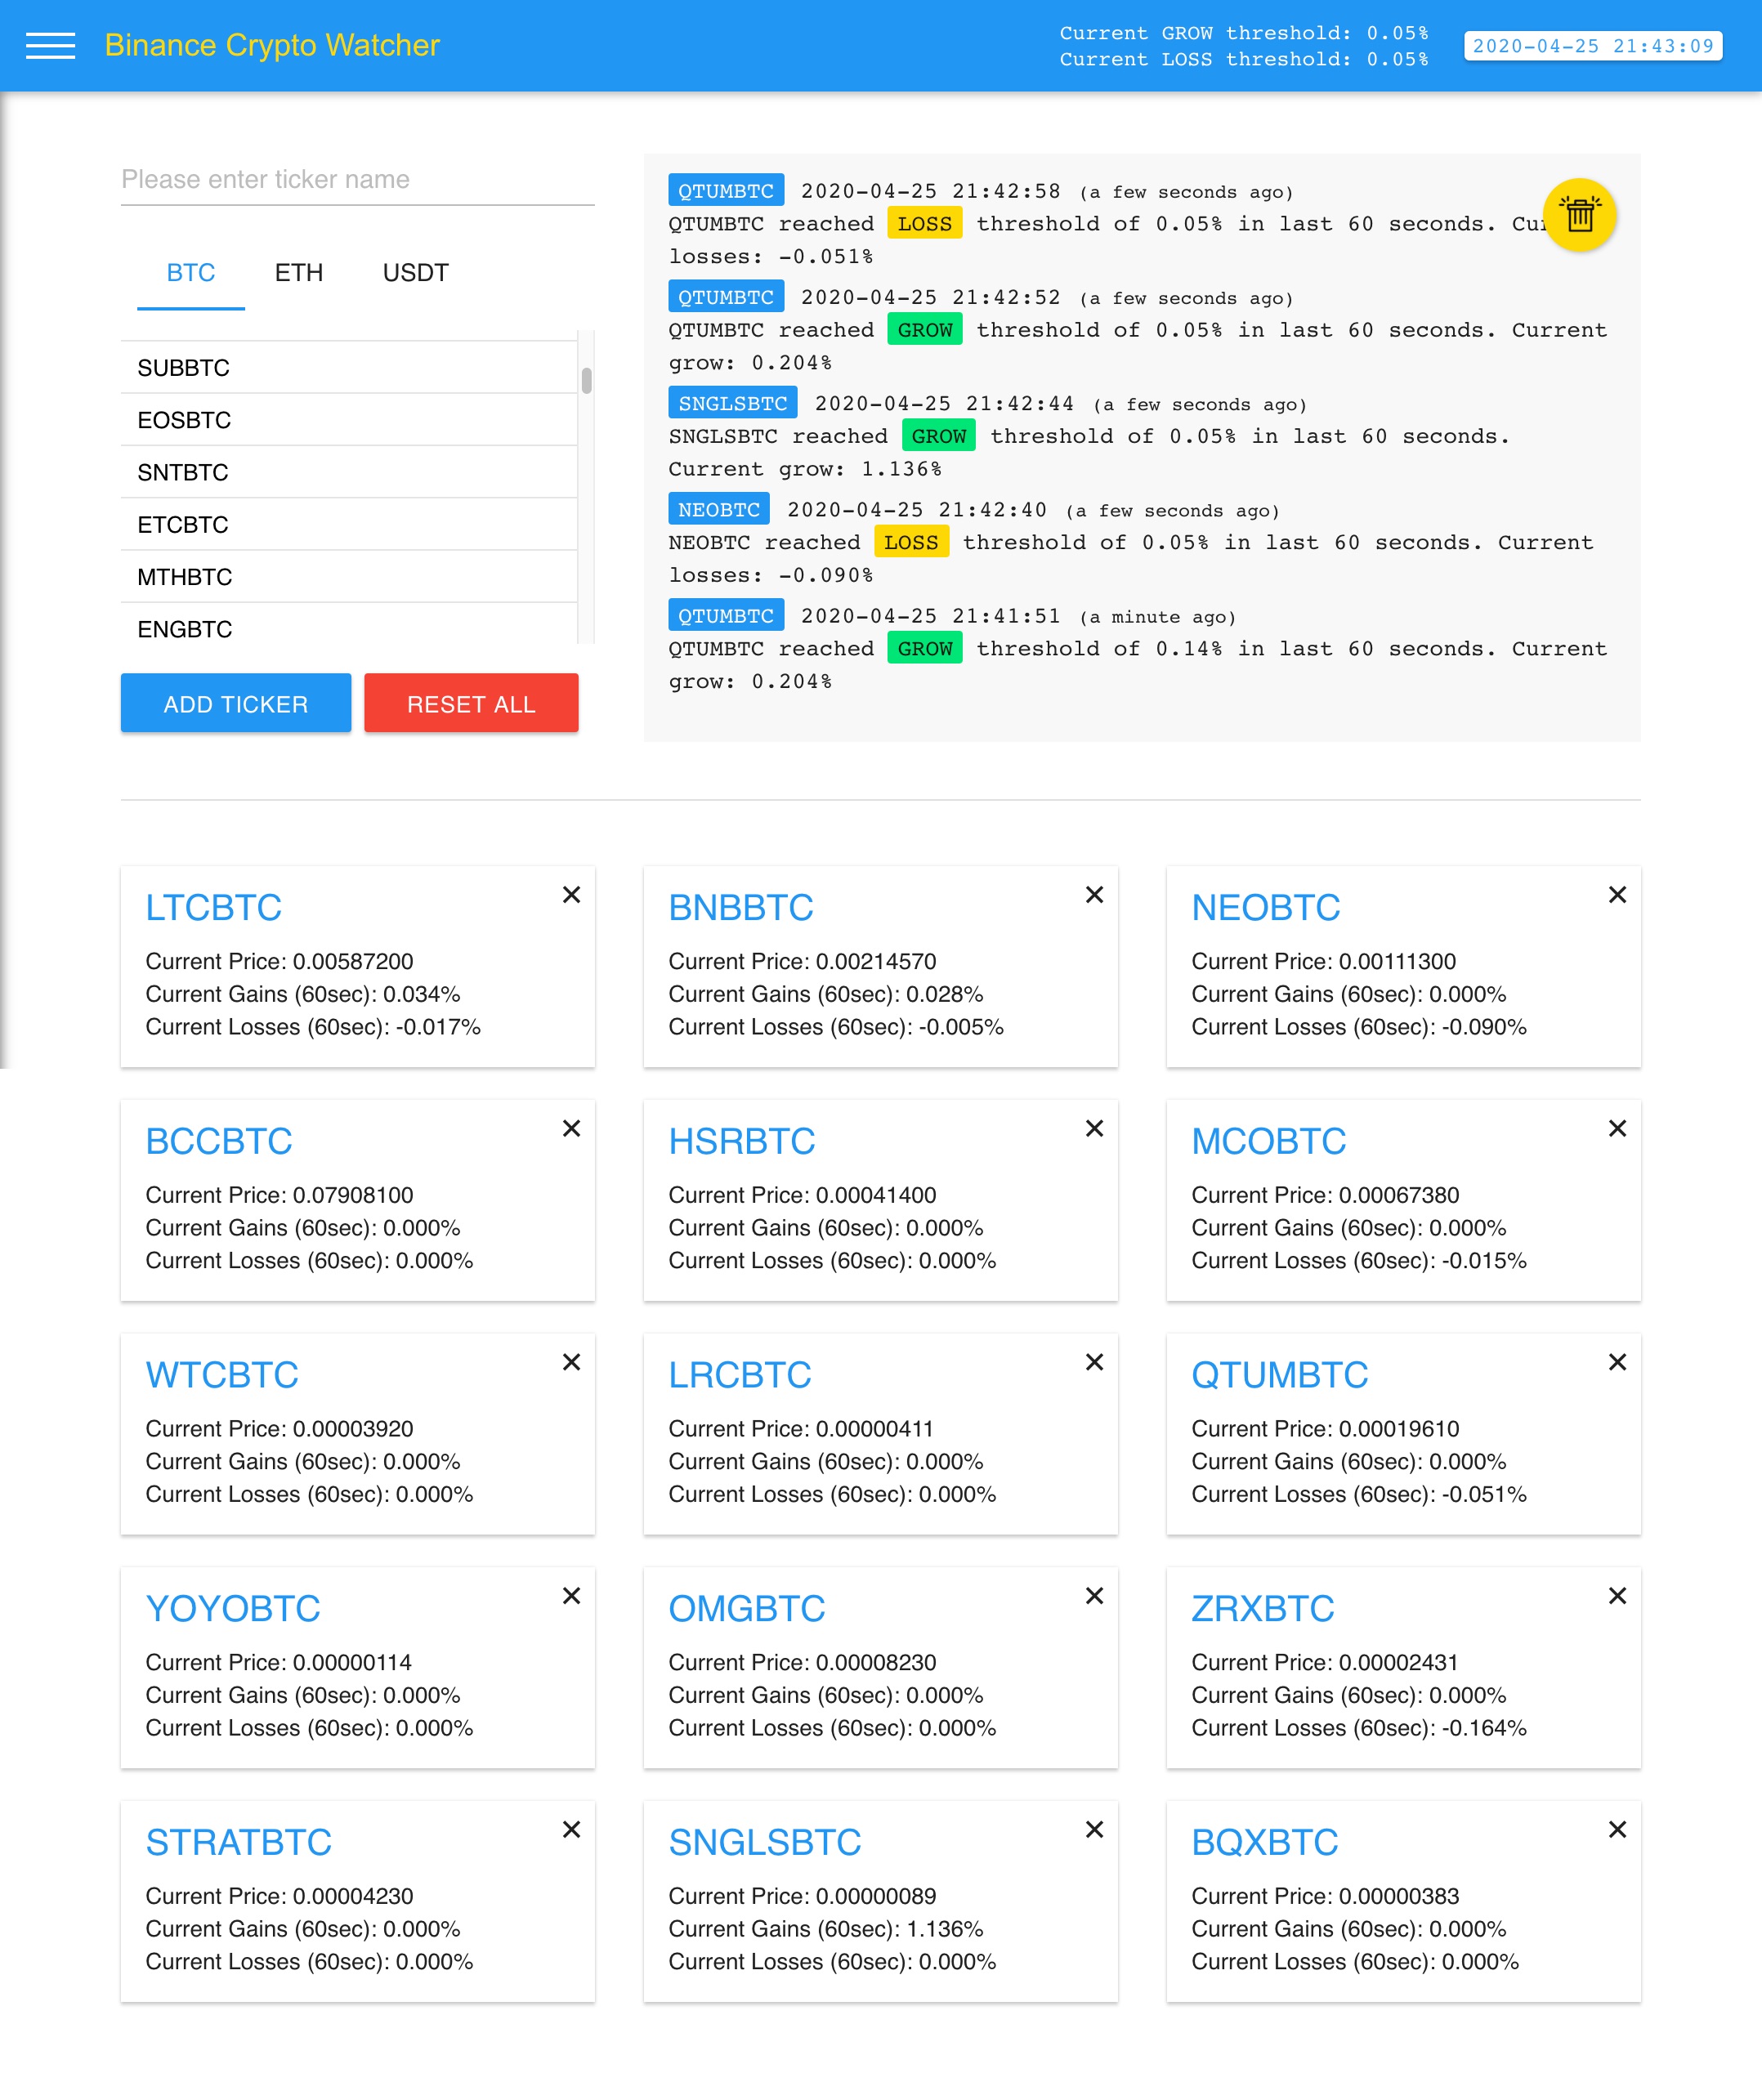 Binance Crypto Watcher
Current GROW threshold: 0.05%
Current LOSS threshold: 0.05%
2020-04-25 21:43:09
Please enter ticker name
BTC ETH USDT
SUBBTC
EOSBTC
SNTBTC
ETCBTC
MTHBTC
ENGBTC
ADD TICKER RESET ALL
QTUMBTC 2020-04-25 21:42:58 (a few seconds ago)
QTUMBTC reached LOSS threshold of 0.05% in last 60 seconds.
losses: -0.051%
QTUMBTC 2020-04-25 21:42:52 (a few seconds ago)
QTUMBTC reached GROW threshold of 0.05% in last 60 seconds. Current
grow: 0.204%
SNGLSBTC 2020-04-25 21:42:44 (a few seconds ago)
SNGLSBTC reached GROW threshold of 0.05% in last 60 seconds.
Current grow: 1.136%
NEOBTC 2020-04-25 21:42:40 (a few seconds ago)
NEOBTC reached LOSS threshold of 0.05% in last 60 seconds. Current
losses: -0.090%
QTUMBTC 2020-04-25 21:41:51 (a minute ago)
QTUMBTC reached GROW threshold of 0.14% in last 60 seconds. Current
grow: 0.204%
LTCBTC
Current Price: 0.00587200
Current Gains (60sec): 0.034%
Current Losses (60sec): -0.017%
BNBBTC
Current Price: 0.00214570
Current Gains (60sec): 0.028%
Current Losses (60sec): -0.005%
NEOBTC
Current Price: 0.00111300
Current Gains (60sec): 0.000%
Current Losses (60sec): -0.090%
BCCBTC
Current Price: 0.07908100
Current Gains (60sec): 0.000%
Current Losses (60sec): 0.000%
HSRBTC
Current Price: 0.00041400
Current Gains (60sec): 0.000%
Current Losses (60sec): 0.000%
MCOBTC
Current Price: 0.00067380
Current Gains (60sec): 0.000%
Current Losses (60sec): -0.015%
WTCBTC
Current Price: 0.00003920
Current Gains (60sec): 0.000%
Current Losses (60sec): 0.000%
LRCBTC
Current Price: 0.00000411
Current Gains (60sec): 0.000%
Current Losses (60sec): 0.000%
QTUMBTC
Current Price: 0.00019610
Current Gains (60sec): 0.000%
Current Losses (60sec): -0.051%
YOYOBTC
Current Price: 0.00000114
Current Gains (60sec): 0.000%
Current Losses (60sec): 0.000%
OMGBTC
Current Price: 0.00008230
Current Gains (60sec): 0.000%
Current Losses (60sec): 0.000%
ZRXBTC
Current Price: 0.00002431
Current Gains (60sec): 0.000%
Current Losses (60sec): -0.164%
STRATBTC
Current Price: 0.00004230
Current Gains (60sec): 0.000%
Current Losses (60sec): 0.000%
SNGLSBTC
Current Price: 0.00000089
Current Gains (60sec): 1.136%
Current Losses (60sec): 0.000%
BQXBTC
Current Price: 0.00000383
Current Gains (60sec): 0.000%
Current Losses (60sec): 0.000%